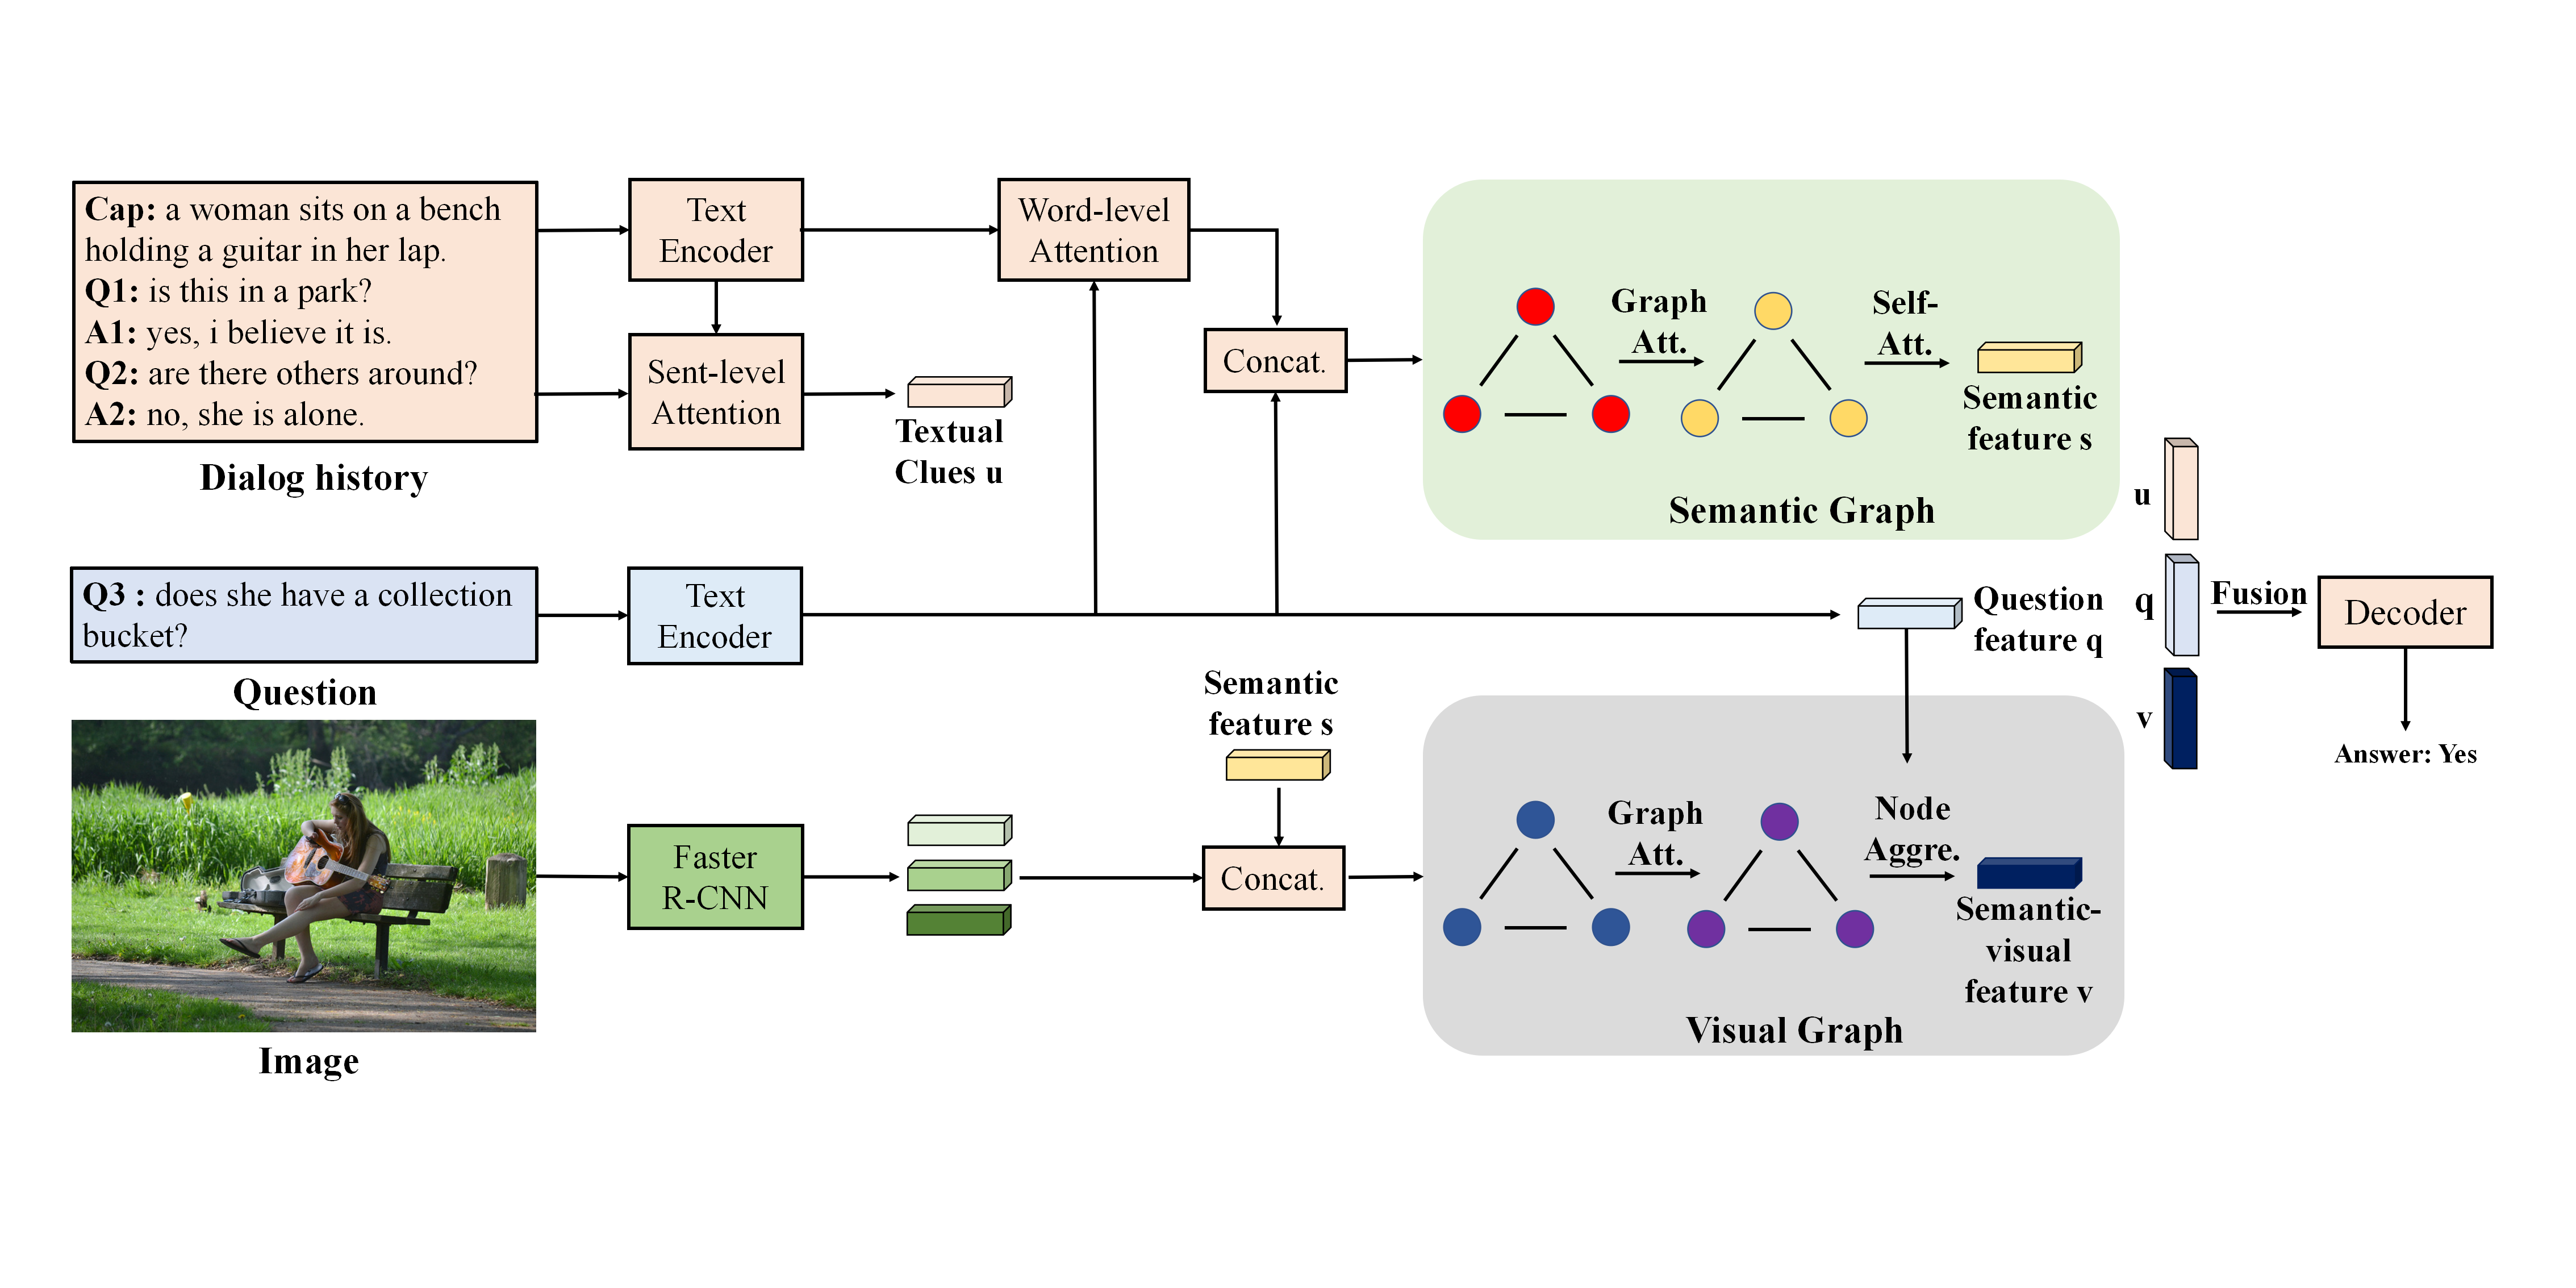 Cap: a woman sits on a bench
holding a guitar in her lap.
Q1: is this in a park?
A1: yes, i believe it is.
Q2: are there others around?
A2: no, she is alone.
Dialog history
Text
Encoder
Sent-level
Attention
Textual
Clues u
Word-level
Attention
Concat.
Graph
Att.
Self-
Att.
Semantic
feature s
Semantic Graph
Q3 : does she have a collection
bucket?
Question
Text
Encoder
Question
feature q
Image
Faster
R-CNN
Semantic
feature s
Concat.
Graph
Att.
Node
Aggre.
Semantic-
visual
feature v
Visual Graph
u
q
v
Fusion
Decoder
Answer: Yes